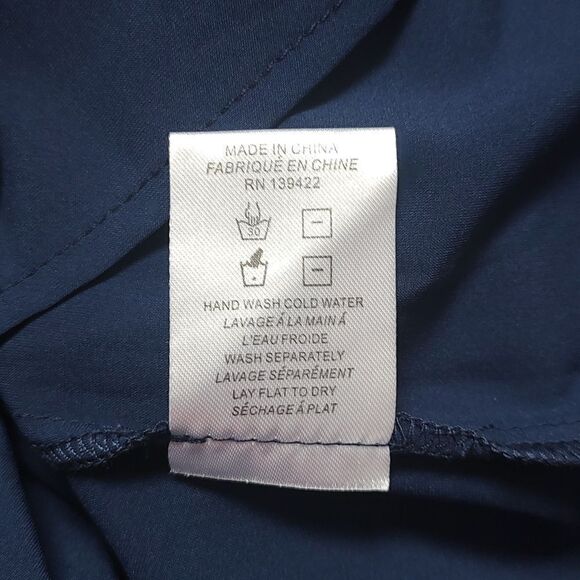 MADE IN CHINA
FABRIQUÉ EN CHINE
RN 139422
30
HAND WASH COLD WATER
LAVAGE Á LA MAIN Á
L'EAU FROIDE
WASH SEPARATELY
LAVAGE SÉPARÉMENT
LAY FLAT TO DRY
SÉCHAGE Á PLAT